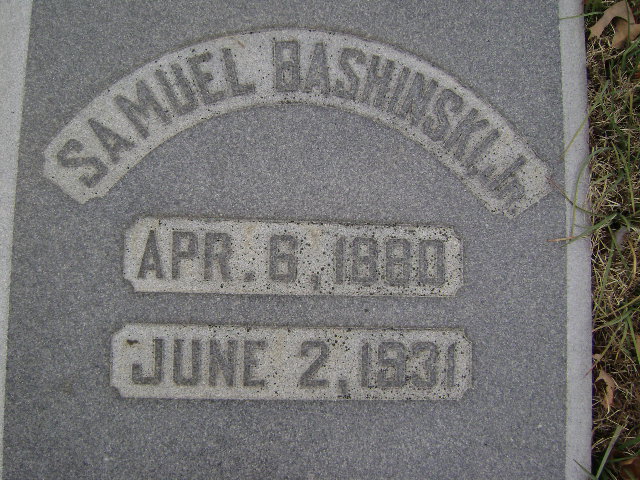 SAMUEL BASHINSKI, Jr.
APR. 6, 1880
JUNE 2, 1931